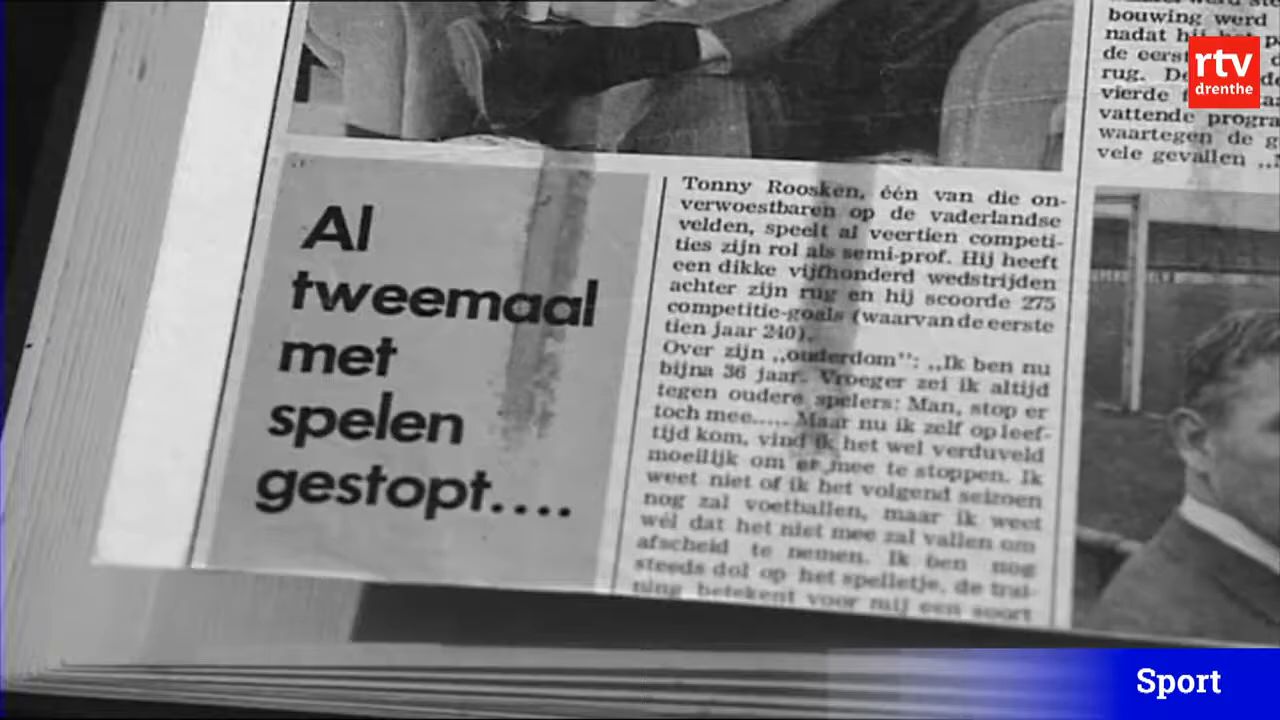 Al
tweemaal
met
spelen
gestopt....
Tonny Roosken, één van die on-
verwoestbaren op de vaderlandse
velden, speelt al veertien competi-
ties zijn rol als semi-prof. Hij heeft
een dikke vijfhonderd wedstrijden
achter zijn rug en hij scoorde 275
competitie-goals (waarvan de eerste
tien jaar 240).
Over zijn „ouderdom": „Ik ben nu
bijna 36 jaar. Vroeger zei ik altijd
tegen oudere spelers: Man, stop er
toch mee..... Maar nu ik zelf op leef-
tijd kom, vind ik het wel verduveld
moeilijk om er mee te stoppen. Ik
weet niet of ik het volgend seizoen
nog zal voetballen, maar ik weet
wél dat het niet mee zal vallen om
afscheid te nemen. Ik ben nog
steeds dol op het spelletje, de trai-
ning betekent voor mij een soort
bouwing werd
nadat
de eerst
rug.
vierde
vattende progra
waartegen de g
vele gevallen
rtv
drenthe
Sport